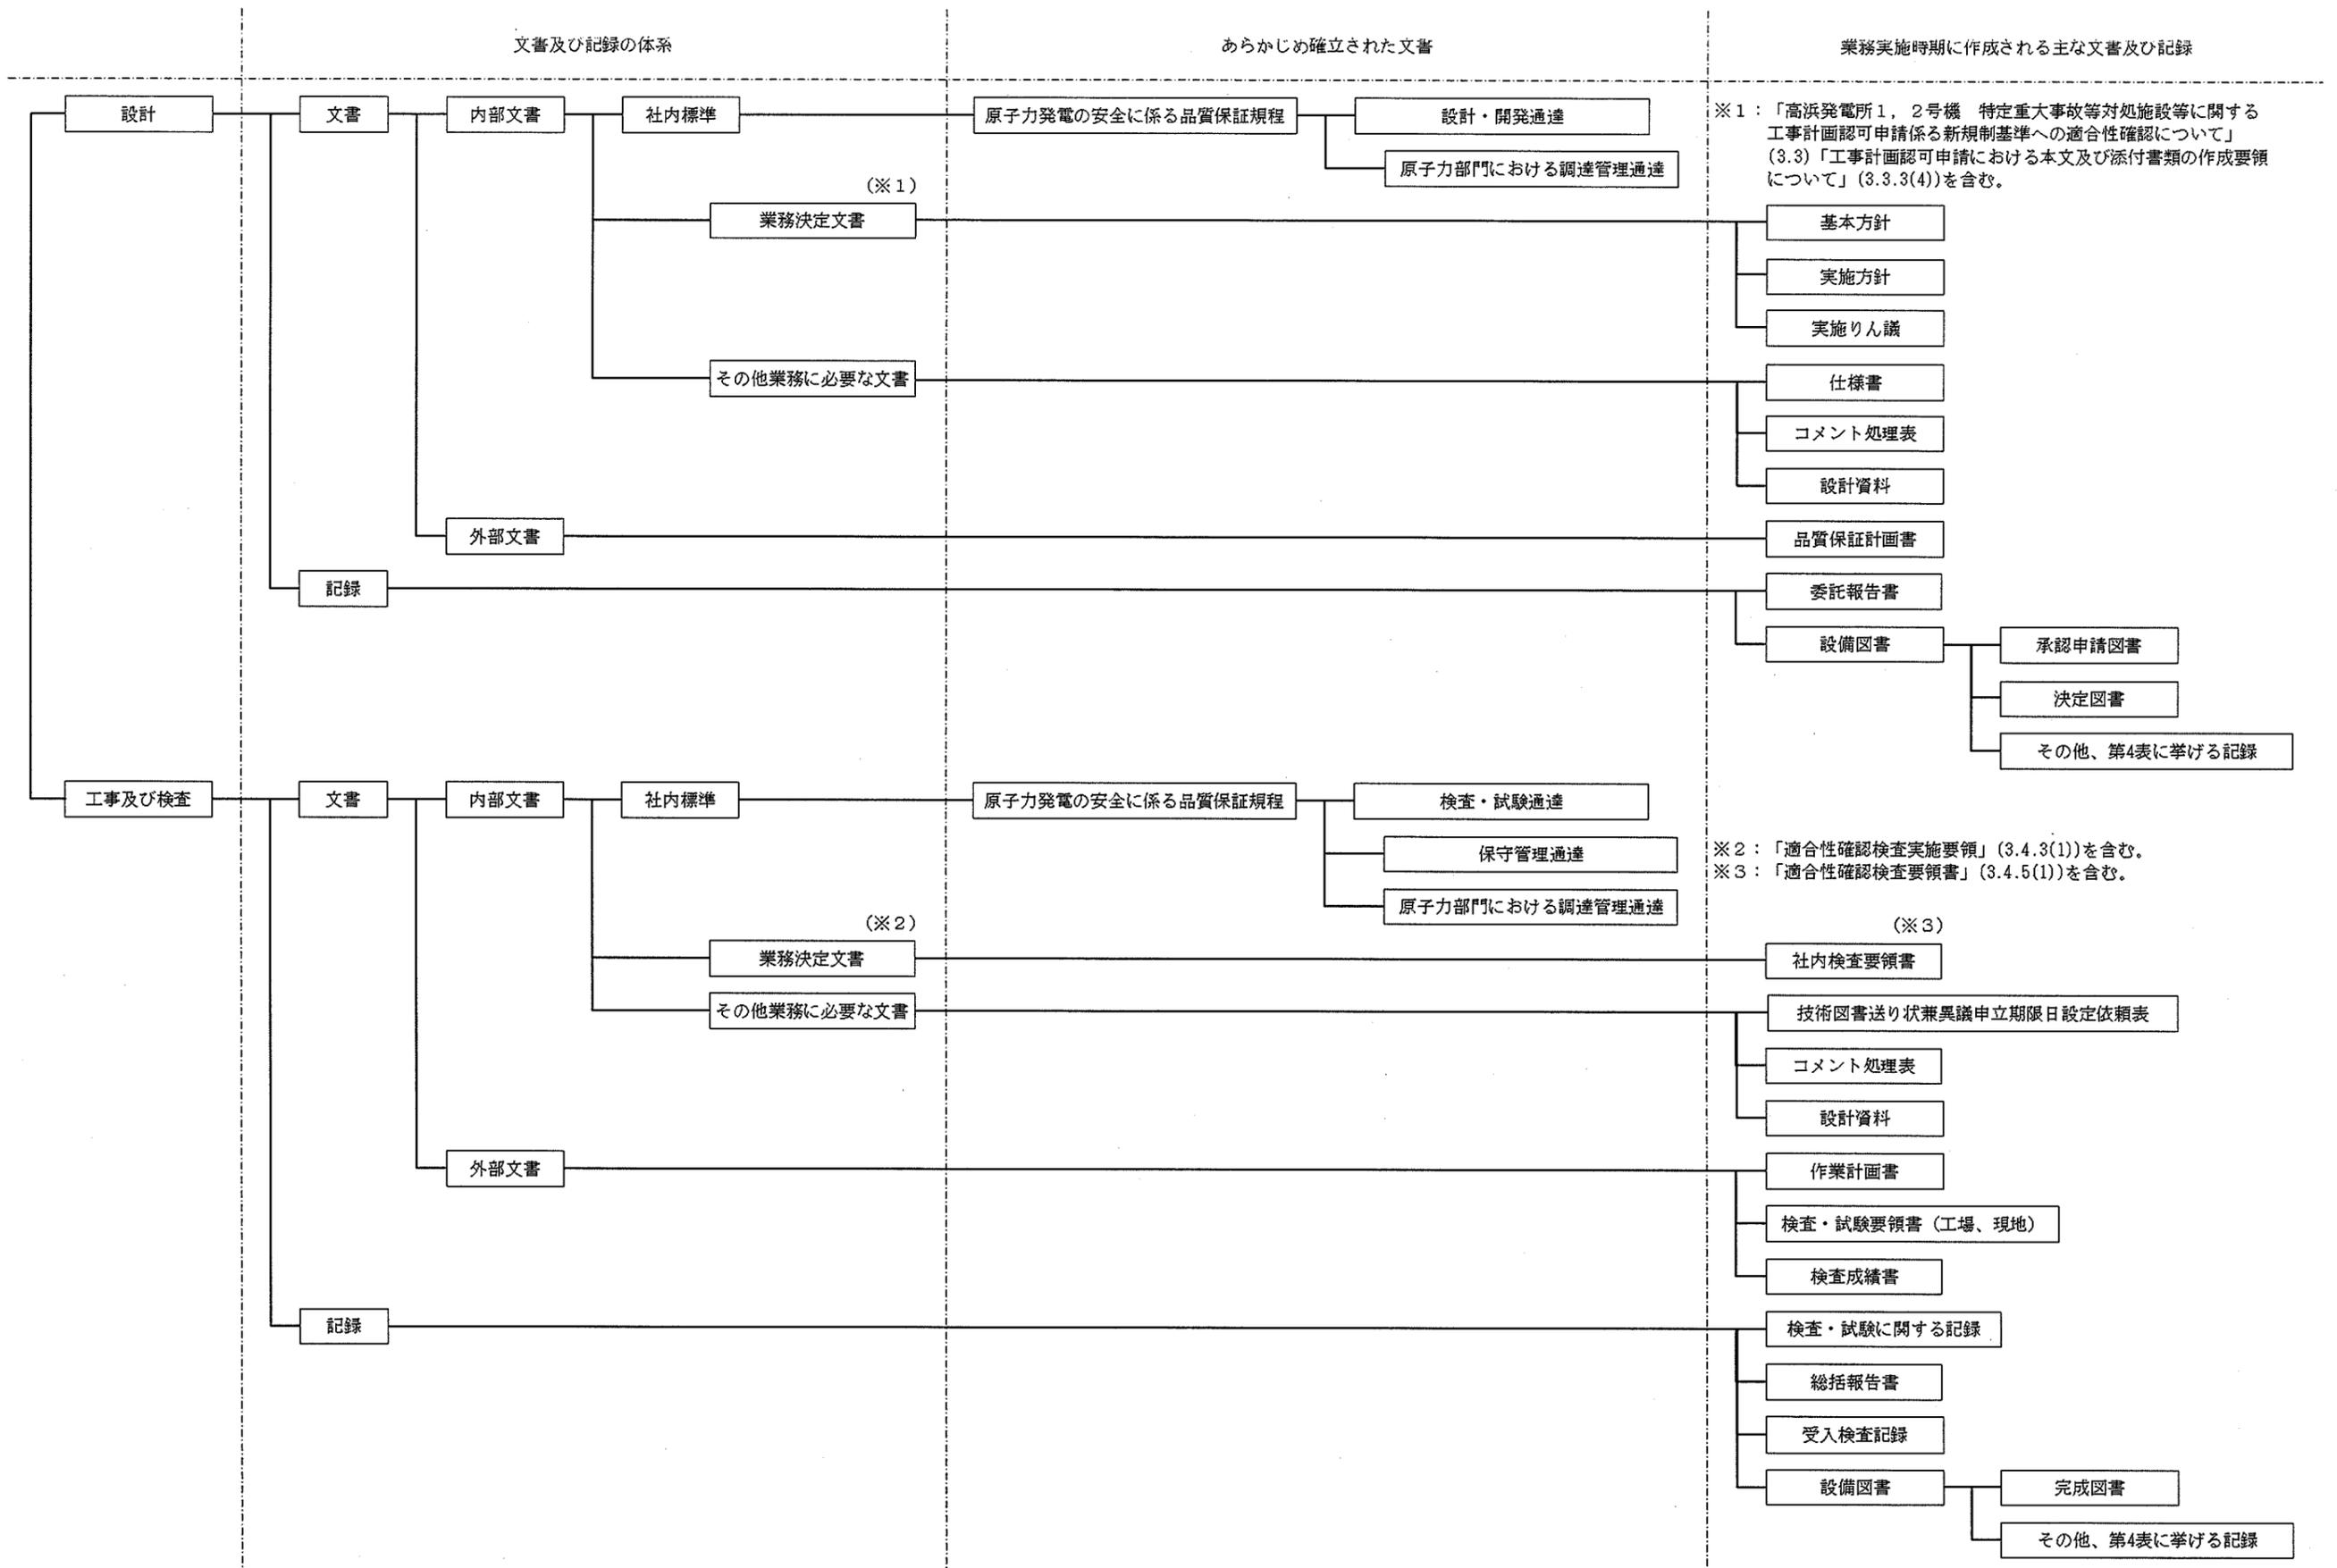 文書及び記録の体系
あらかじめ確立された文書
業務実施時期に作成される主な文書及び記録
設計
文書
内部文書
社内標準
原子力発電の安全に係る品質保証規程
設計・開発通達
原子力部門における調達管理通達
※1：「高浜発電所1，2号機　特定重大事故等対処施設等に関する
工事計画認可申請係る新規制基準への適合性確認について」
(3.3)「工事計画認可申請における本文及び添付書類の作成要領
について」(3.3.3(4))を含む。
(※1)
業務決定文書
基本方針
実施方針
実施りん議
その他業務に必要な文書
仕様書
コメント処理表
設計資料
外部文書
品質保証計画書
記録
委託報告書
設備図書
承認申請図書
決定図書
その他、第4表に挙げる記録
工事及び検査
文書
内部文書
社内標準
原子力発電の安全に係る品質保証規程
検査・試験通達
保守管理通達
原子力部門における調達管理通達
※2：「適合性確認検査実施要領」(3.4.3(1))を含む。
※3：「適合性確認検査要領書」(3.4.5(1))を含む。
(※2)
業務決定文書
(※3)
社内検査要領書
その他業務に必要な文書
技術図書送り状兼異議申立期限日設定依頼表
コメント処理表
設計資料
外部文書
作業計画書
検査・試験要領書（工場、現地）
検査成績書
記録
検査・試験に関する記録
総括報告書
受入検査記録
設備図書
完成図書
その他、第4表に挙げる記録